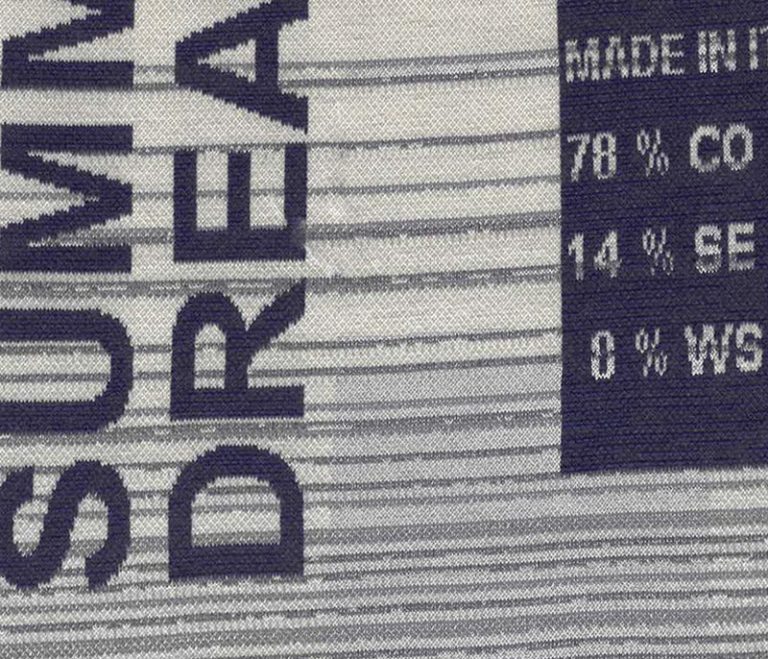 SUMM
DREA
MADE IN IT
78 % CO
14 % SE
8 % WS